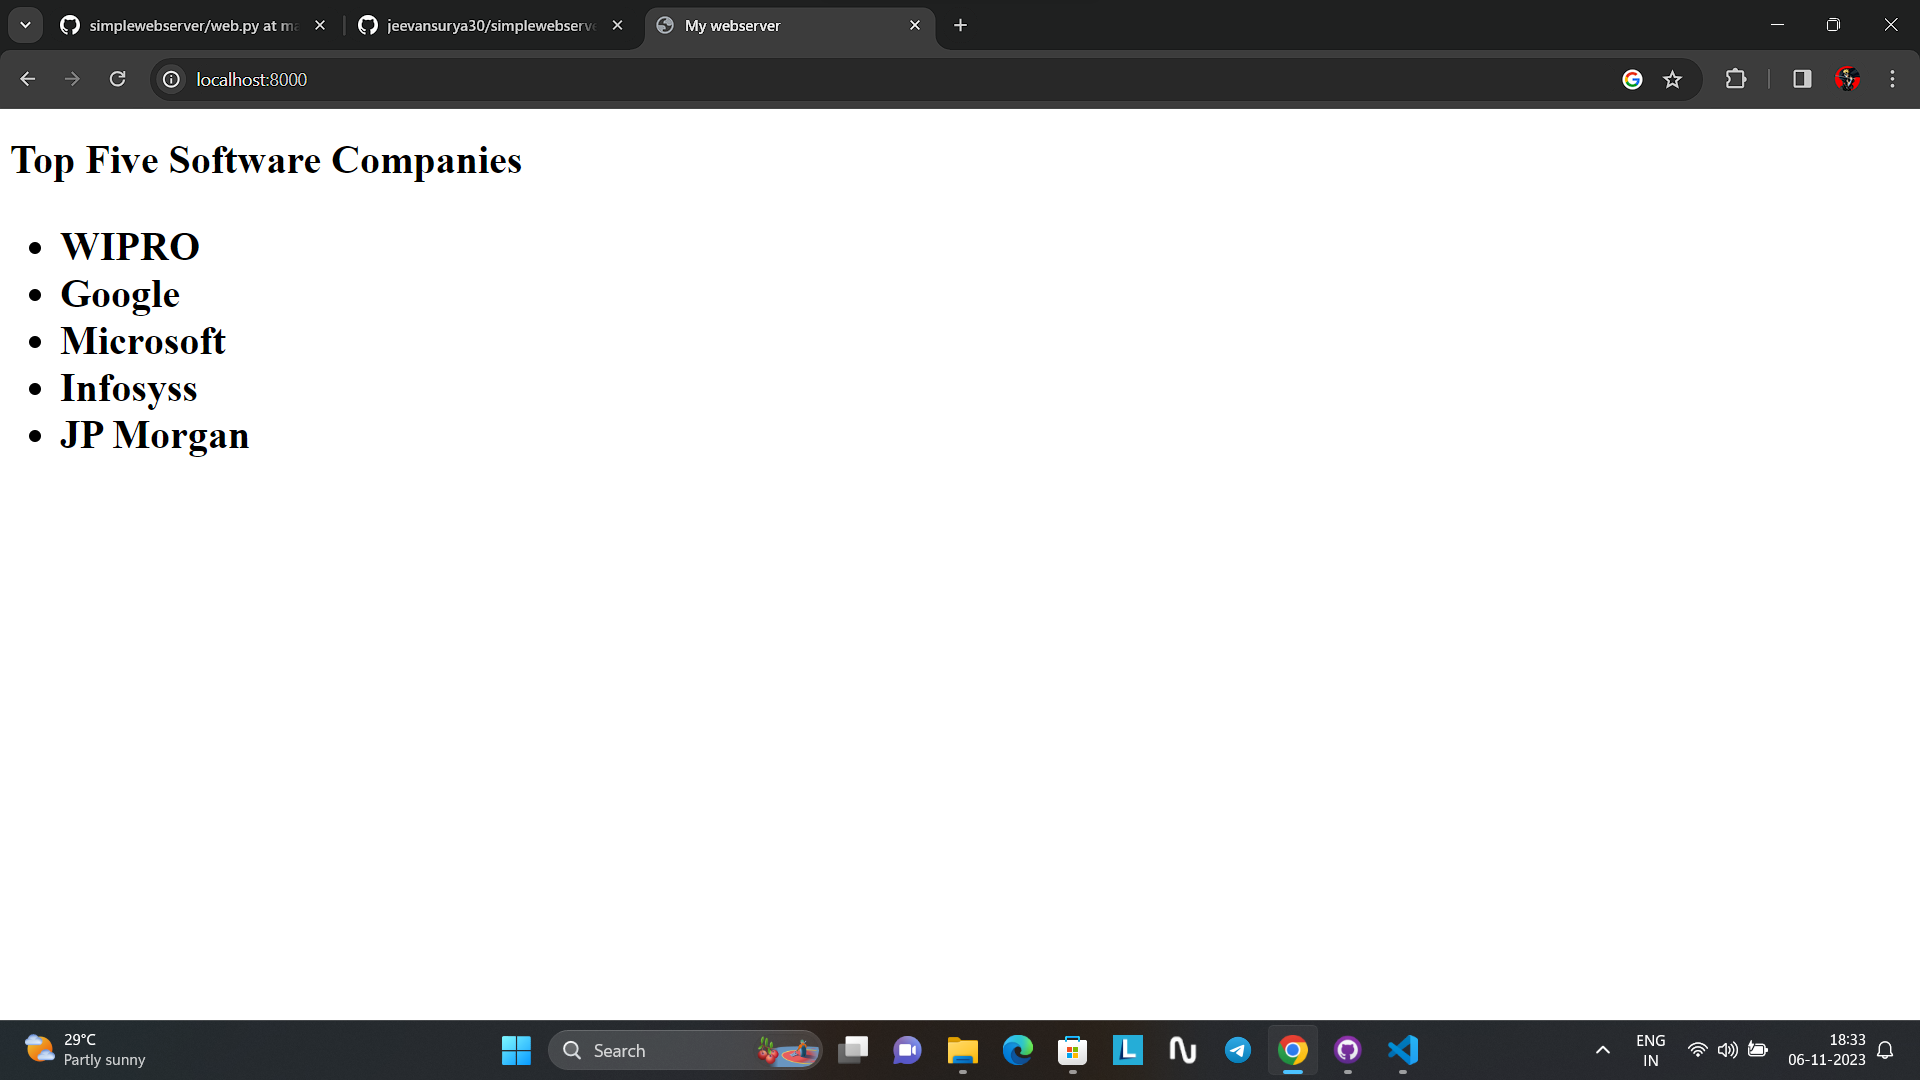 simplewebserver/web.py at ma
jeevansurya30/simplewebserve
My webserver
localhost:8000
Top Five Software Companies
WIPRO
Google
Microsoft
Infosyss
JP Morgan
29°C
Partly sunny
Search
ENG
IN
18:33
06-11-2023